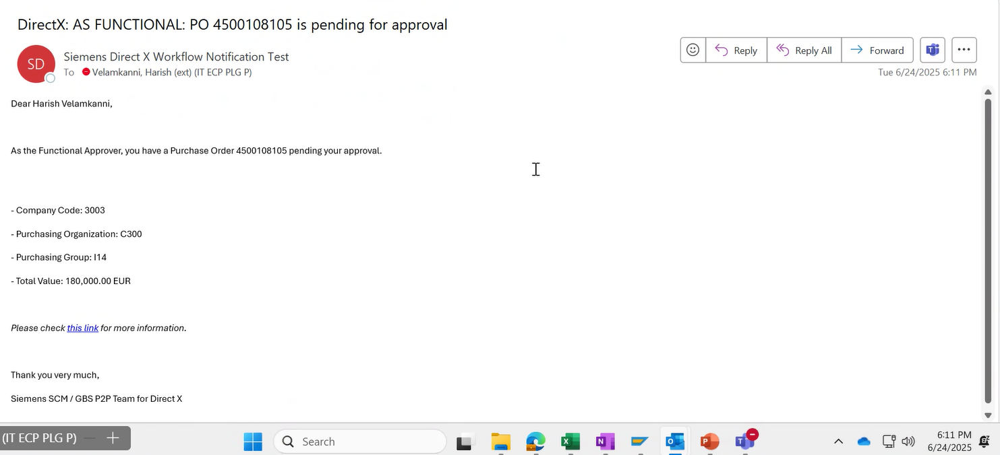 DirectX: AS FUNCTIONAL: PO 4500108105 is pending for approval
SD
Siemens Direct X Workflow Notification Test
To Velamkanni, Harish (ext) (IT ECP PLG P)
Reply
Reply All
Forward
Tue 6/24/2025 6:11 PM
Dear Harish Velamkanni,
As the Functional Approver, you have a Purchase Order 4500108105 pending your approval.
- Company Code: 3003
- Purchasing Organization: C300
- Purchasing Group: I14
- Total Value: 180,000.00 EUR
Please check this link for more information.
Thank you very much,
Siemens SCM / GBS P2P Team for Direct X
(IT ECP PLG P)
Search
6:11 PM
6/24/2025